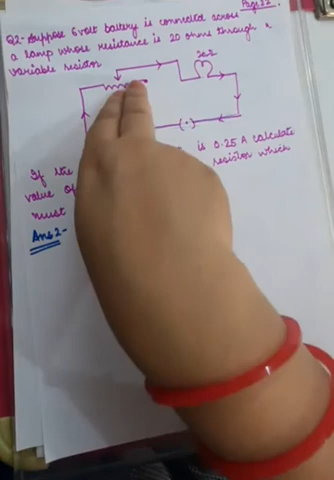 Page 22
Q2- Suppose 6 volt battery is connected across
a lamp whose resistance is 20 ohms through a
variable resistor
20Ω
If the is 0.25 A calculate
value of resistor which
must
Ans 2-